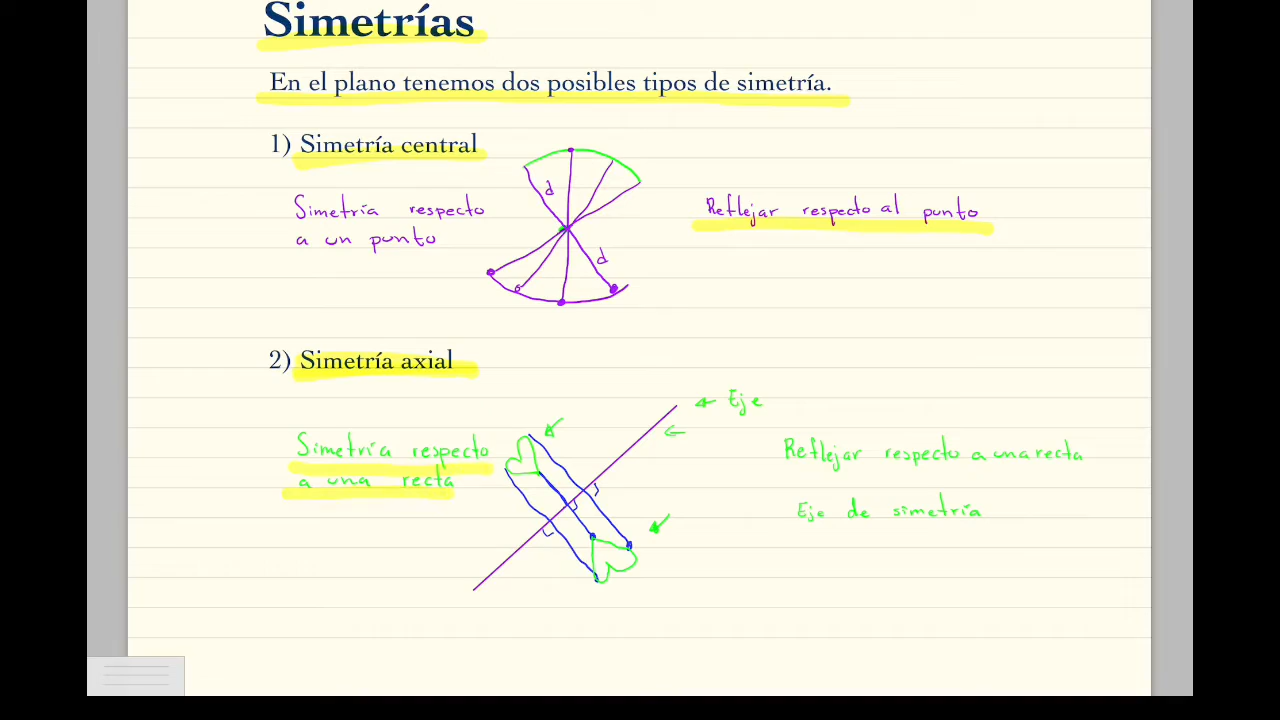 Simetrías
En el plano tenemos dos posibles tipos de simetría.
1) Simetría central
d
Simetría respecto
a un punto
Reflejar respecto al punto
d
2) Simetría axial
Eje
Simetría respecto
a una recta
Reflejar respecto a una recta
Eje de simetría